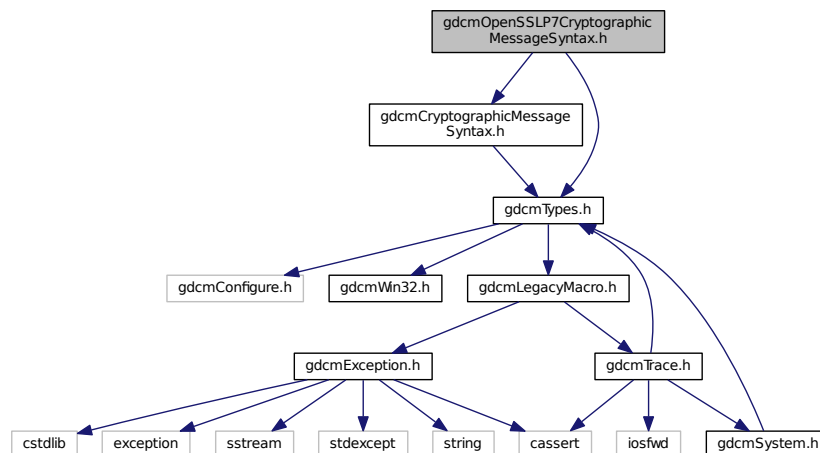 gdcmOpenSSLP7Cryptographic
MessageSyntax.h
gdcmCryptographicMessage
Syntax.h
gdcmTypes.h
gdcmConfigure.h
gdcmWin32.h
gdcmLegacyMacro.h
gdcmException.h
gdcmTrace.h
cstdlib
exception
sstream
stdexcept
string
cassert
iosfwd
gdcmSystem.h